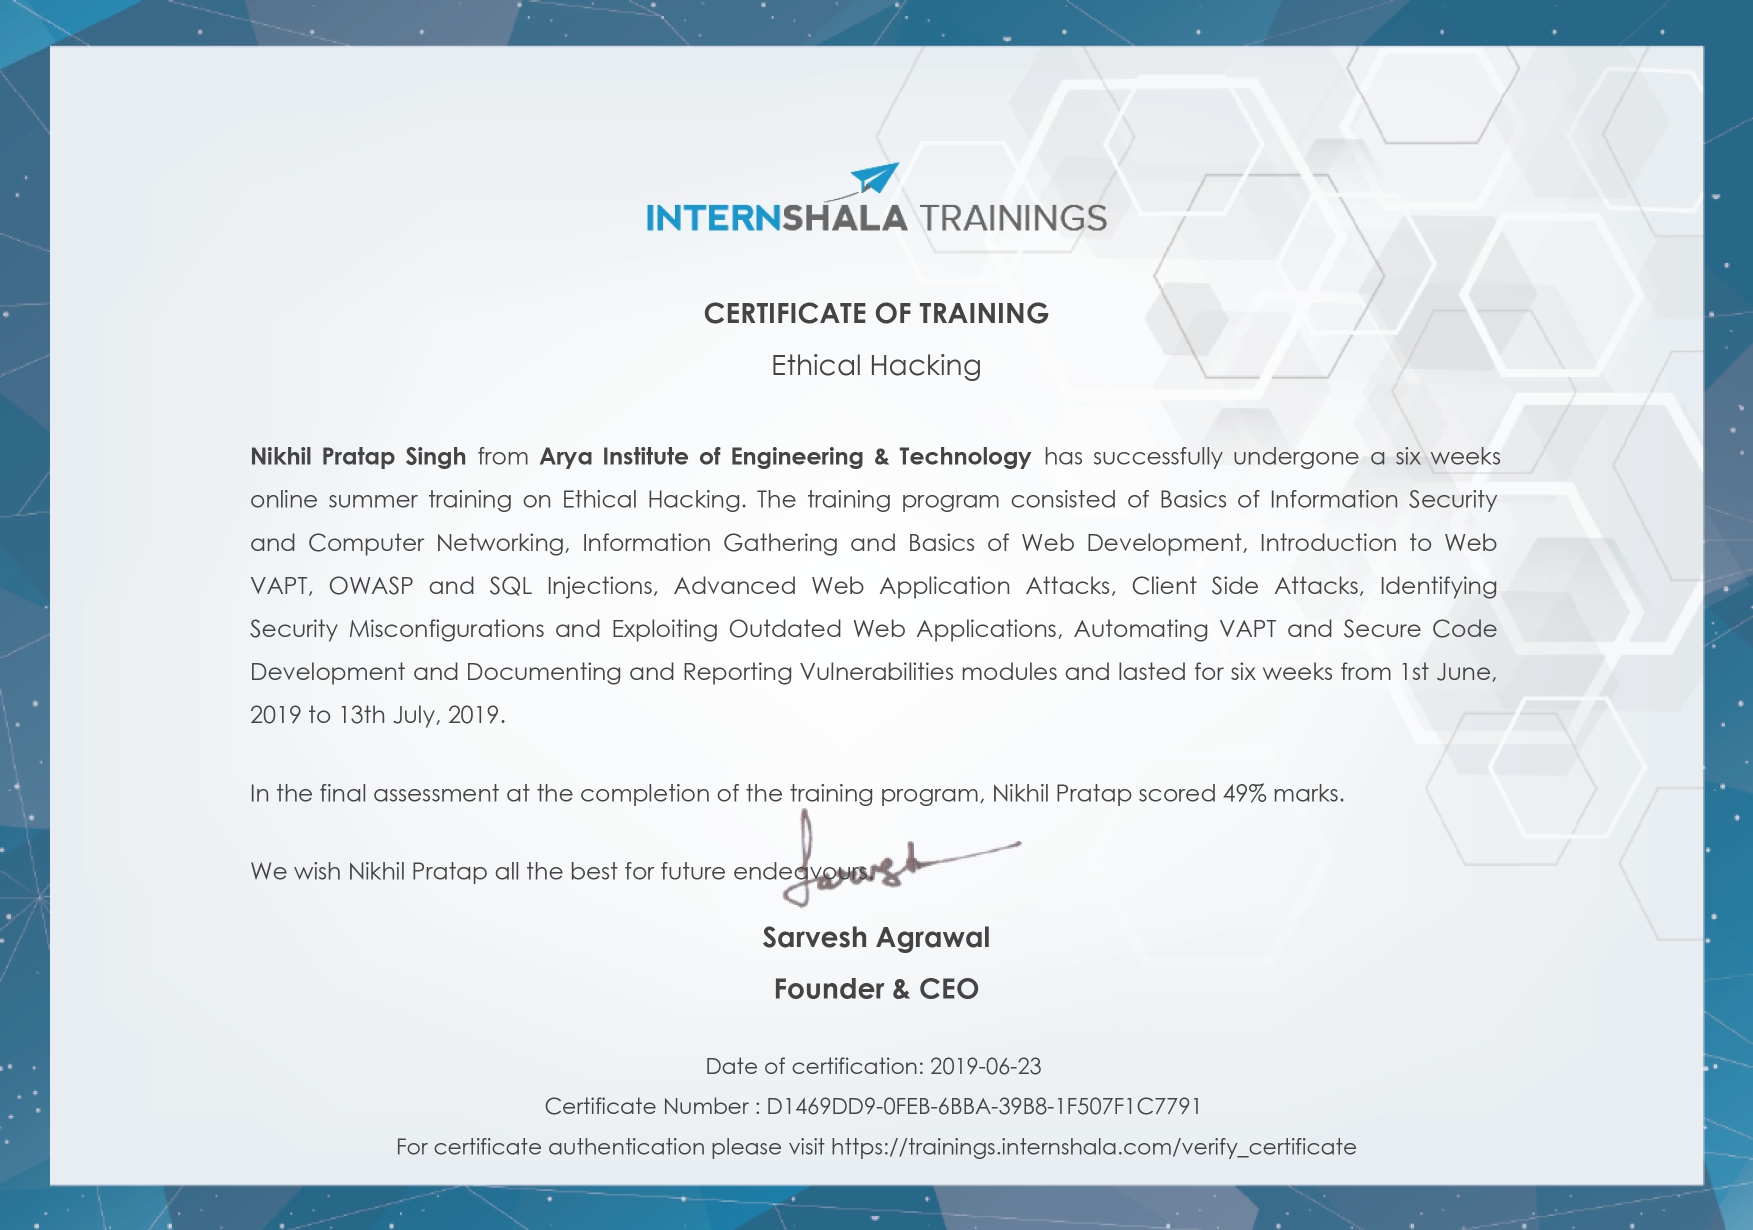 INTERNSHALA TRAININGS
CERTIFICATE OF TRAINING
Ethical Hacking
Nikhil Pratap Singh from Arya Institute of Engineering & Technology has successfully undergone a six weeks
online summer training on Ethical Hacking. The training program consisted of Basics of Information Security
and Computer Networking, Information Gathering and Basics of Web Development, Introduction to Web
VAPT, OWASP and SQL Injections, Advanced Web Application Attacks, Client Side Attacks, Identifying
Security Misconfigurations and Exploiting Outdated Web Applications, Automating VAPT and Secure Code
Development and Documenting and Reporting Vulnerabilities modules and lasted for six weeks from 1st June,
2019 to 13th July, 2019.
In the final assessment at the completion of the training program, Nikhil Pratap scored 49% marks.
We wish Nikhil Pratap all the best for future endeavours.
Sarvesh
Sarvesh Agrawal
Founder & CEO
Date of certification: 2019-06-23
Certificate Number : D1469DD9-0FEB-6BBA-39B8-1F507F1C7791
For certificate authentication please visit https://trainings.internshala.com/verify_certificate